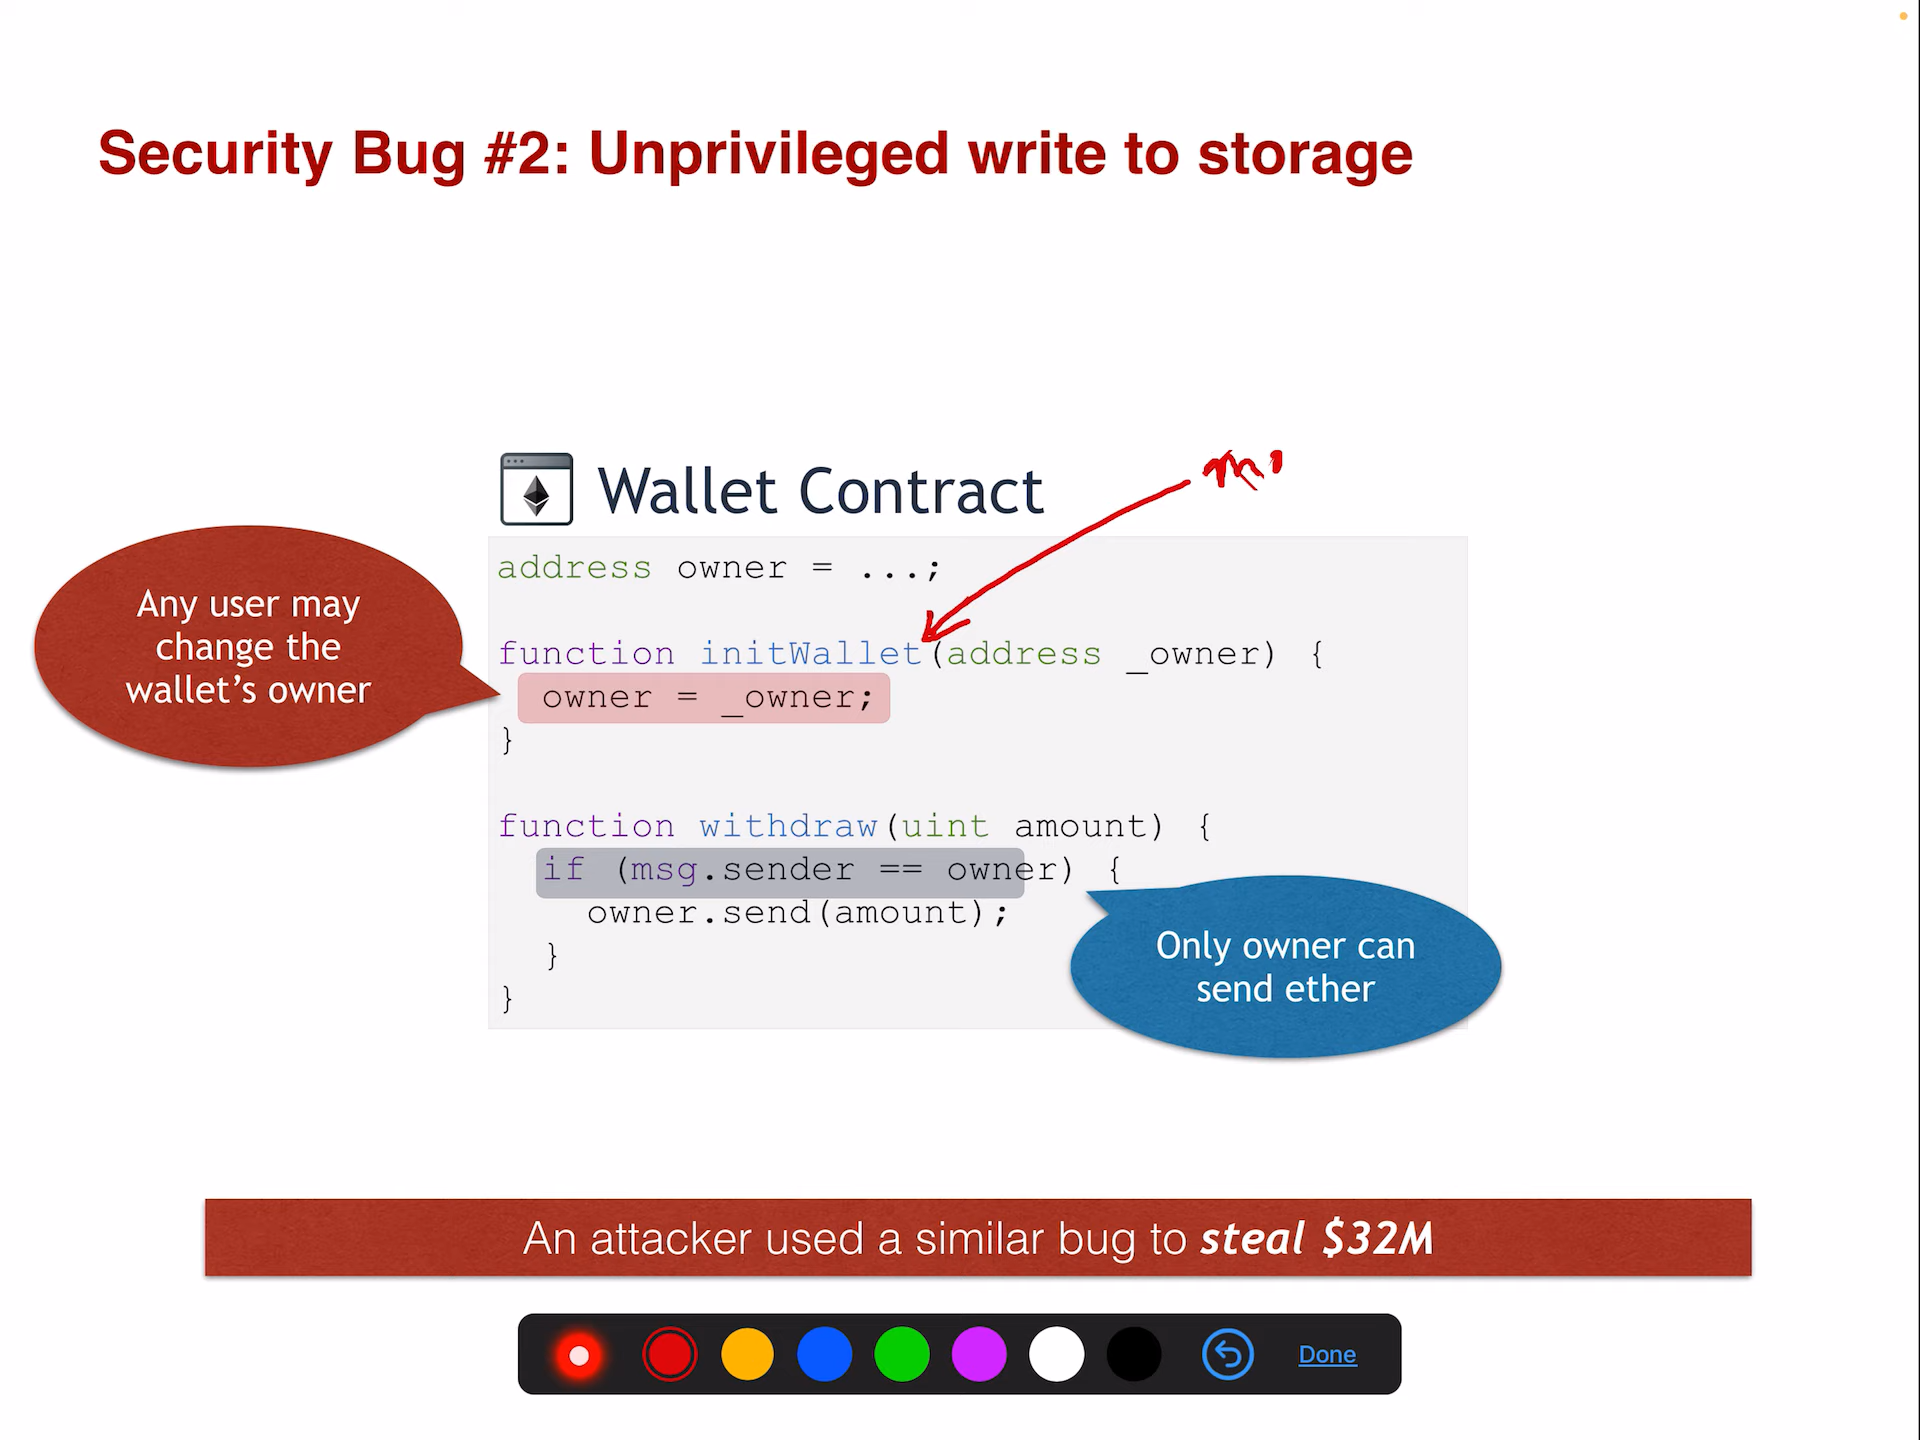 Security Bug #2: Unprivileged write to storage
Wallet Contract
address owner = ...;
function initWallet(address _owner) {
owner = _owner;
}
function withdraw(uint amount) {
if (msg.sender == owner) {
owner.send(amount);
}
}
Any user may
change the
wallet’s owner
Only owner can
send ether
An attacker used a similar bug to steal $32M
Done